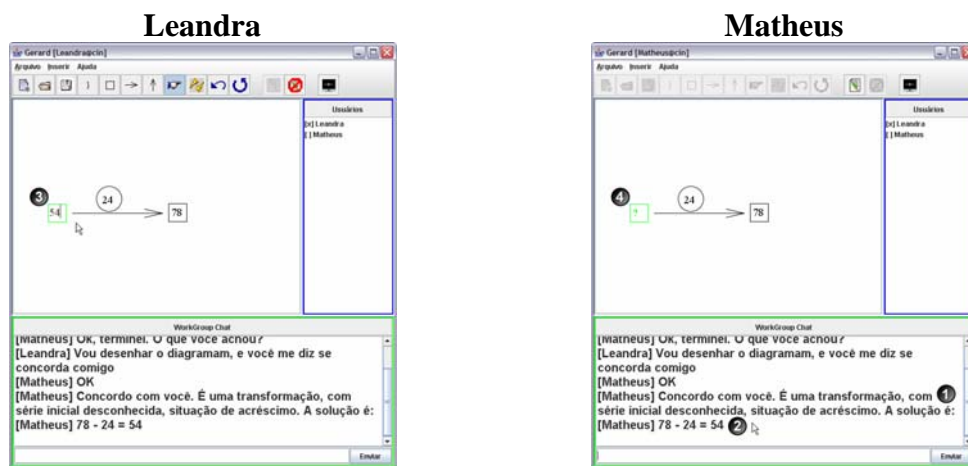 Leandra
Gerard [Leandra@cin]
Arquivo Inserir Ajuda
Usuários
[x] Leandra
[ ] Matheus
3
54
24
78
WorkGroup Chat
[Matheus] OK, terminei. O que você achou?
[Leandra] Vou desenhar o diagramam, e você me diz se
concorda comigo
[Matheus] OK
[Matheus] Concordo com você. É uma transformação, com
série inicial desconhecida, situação de acréscimo. A solução é:
[Matheus] 78 - 24 = 54
Enviar
Matheus
Gerard [Matheus@cin]
Arquivo Inserir Ajuda
Usuários
[x] Leandra
[ ] Matheus
4
?
24
78
WorkGroup Chat
[Matheus] OK, terminei. O que você achou?
[Leandra] Vou desenhar o diagramam, e você me diz se
concorda comigo
[Matheus] OK
[Matheus] Concordo com você. É uma transformação, com 1
série inicial desconhecida, situação de acréscimo. A solução é:
[Matheus] 78 - 24 = 54 2
Enviar